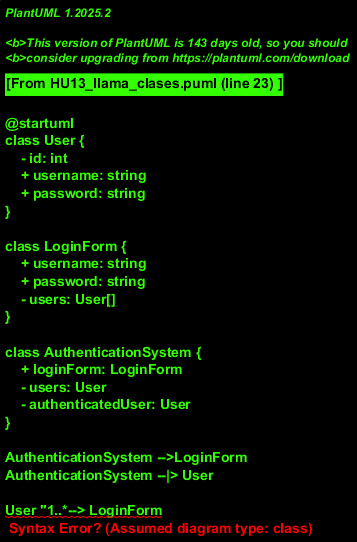 PlantUML 1.2025.2
<b>This version of PlantUML is 143 days old, so you should
<b>consider upgrading from https://plantuml.com/download
[From HU13_llama_clases.puml (line 23) ]
@startuml
class User {
- id: int
+ username: string
+ password: string
}
class LoginForm {
+ username: string
+ password: string
- users: User[]
}
class AuthenticationSystem {
+ loginForm: LoginForm
- users: User
- authenticatedUser: User
}
AuthenticationSystem -->LoginForm
AuthenticationSystem --|> User
User "1..*--> LoginForm
Syntax Error? (Assumed diagram type: class)